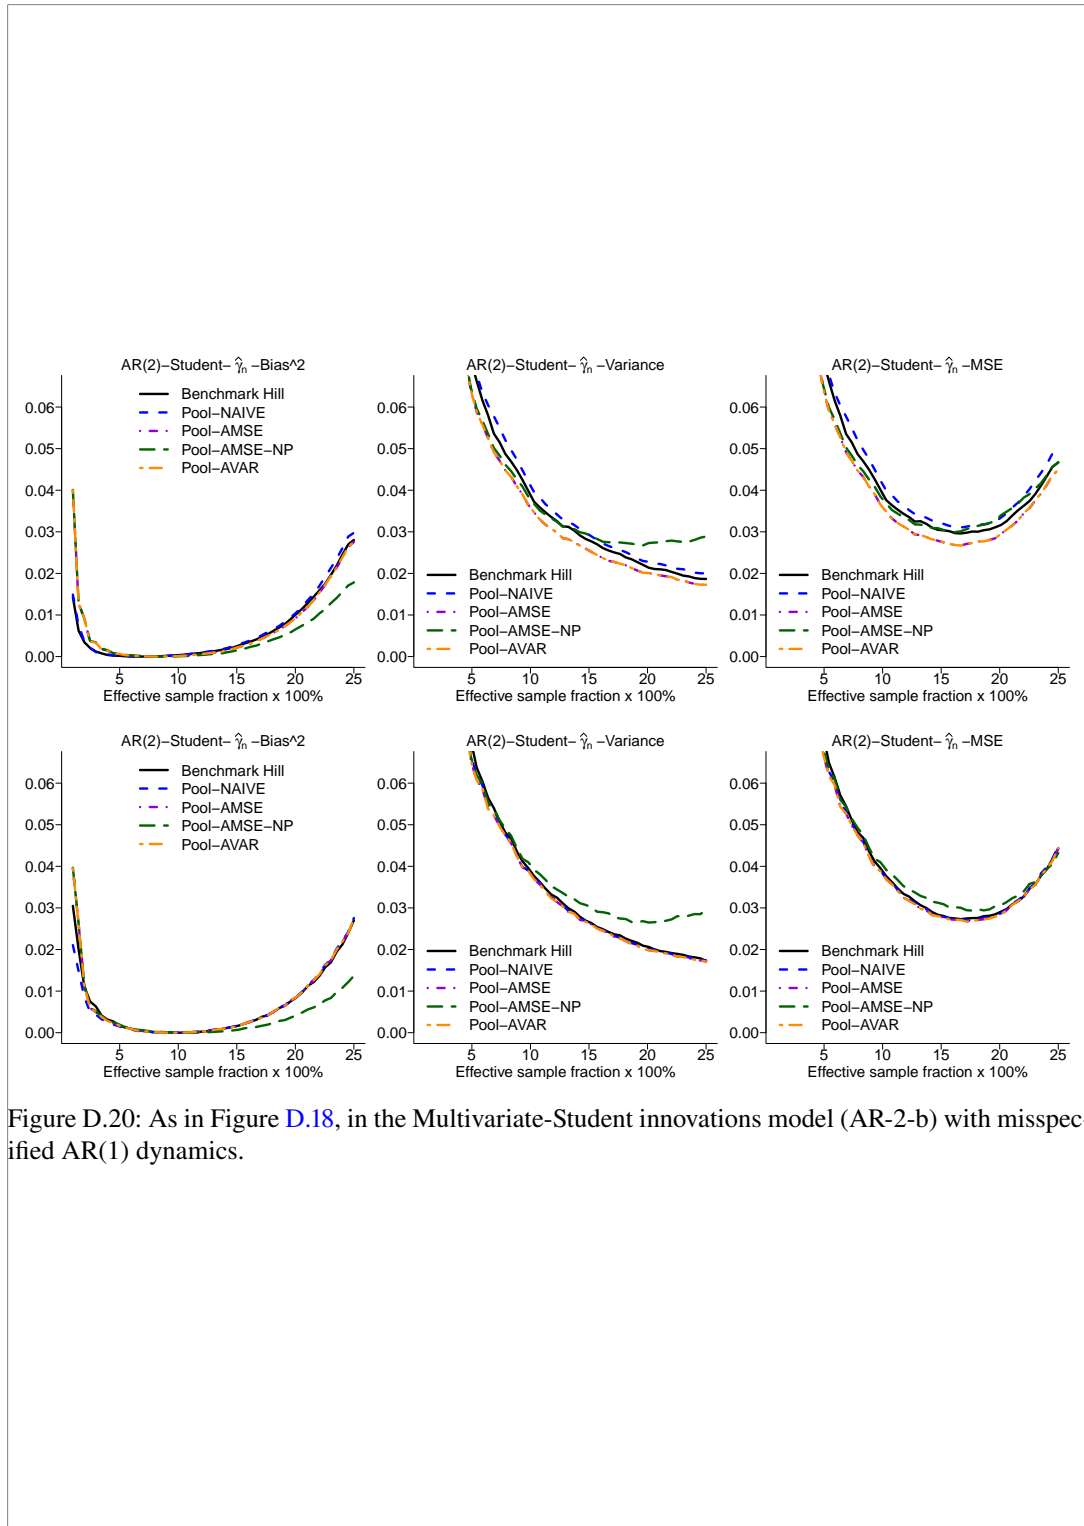 AR(2)−Student− γ̂n −Bias^2
0.06
0.05
0.04
0.03
0.02
0.01
0.00
Benchmark Hill
Pool−NAIVE
Pool−AMSE
Pool−AMSE−NP
Pool−AVAR
5 10 15 20 25
Effective sample fraction x 100%
AR(2)−Student− γ̂n −Variance
0.06
0.05
0.04
0.03
0.02
0.01
0.00
Benchmark Hill
Pool−NAIVE
Pool−AMSE
Pool−AMSE−NP
Pool−AVAR
5 10 15 20 25
Effective sample fraction x 100%
AR(2)−Student− γ̂n −MSE
0.06
0.05
0.04
0.03
0.02
0.01
0.00
Benchmark Hill
Pool−NAIVE
Pool−AMSE
Pool−AMSE−NP
Pool−AVAR
5 10 15 20 25
Effective sample fraction x 100%
AR(2)−Student− γ̂n −Bias^2
0.06
0.05
0.04
0.03
0.02
0.01
0.00
Benchmark Hill
Pool−NAIVE
Pool−AMSE
Pool−AMSE−NP
Pool−AVAR
5 10 15 20 25
Effective sample fraction x 100%
AR(2)−Student− γ̂n −Variance
0.06
0.05
0.04
0.03
0.02
0.01
0.00
Benchmark Hill
Pool−NAIVE
Pool−AMSE
Pool−AMSE−NP
Pool−AVAR
5 10 15 20 25
Effective sample fraction x 100%
AR(2)−Student− γ̂n −MSE
0.06
0.05
0.04
0.03
0.02
0.01
0.00
Benchmark Hill
Pool−NAIVE
Pool−AMSE
Pool−AMSE−NP
Pool−AVAR
5 10 15 20 25
Effective sample fraction x 100%
Figure D.20: As in Figure D.18, in the Multivariate-Student innovations model (AR-2-b) with misspec-
ified AR(1) dynamics.